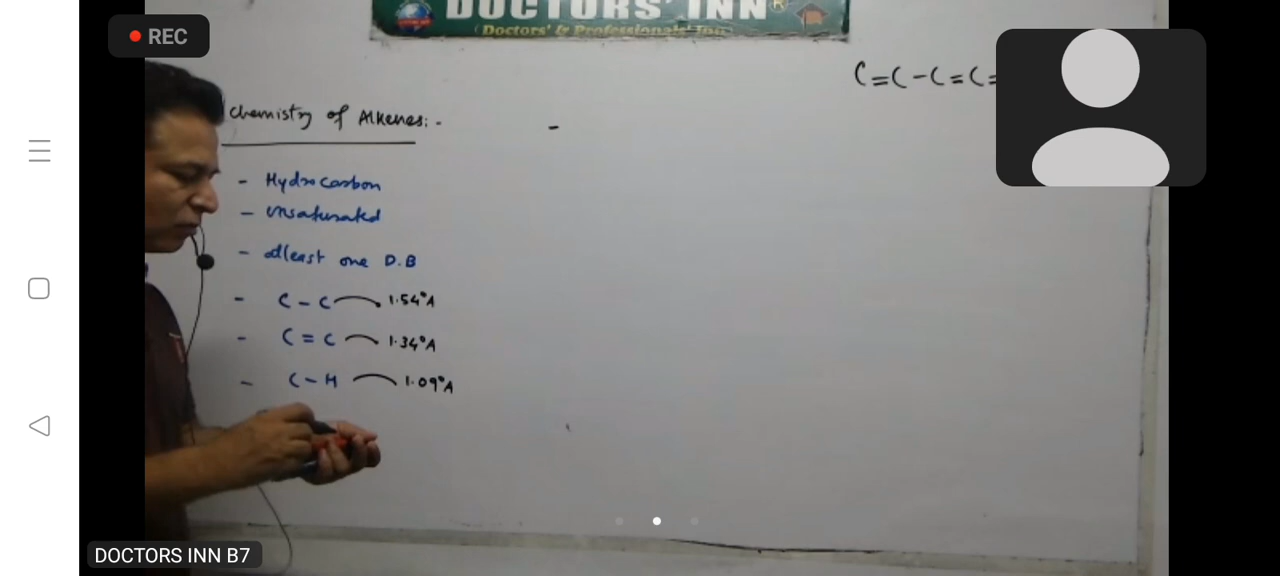 REC
DOCTORS' INN
Doctors' & Professionals' Inn
C=C-C=C=
Chemistry of Alkenes:-
-
- Hydrocarbon
- Unsaturated
- atleast one D.B
- C-C 1.54°A
- C=C 1.34°A
- C-H 1.09°A
DOCTORS INN B7